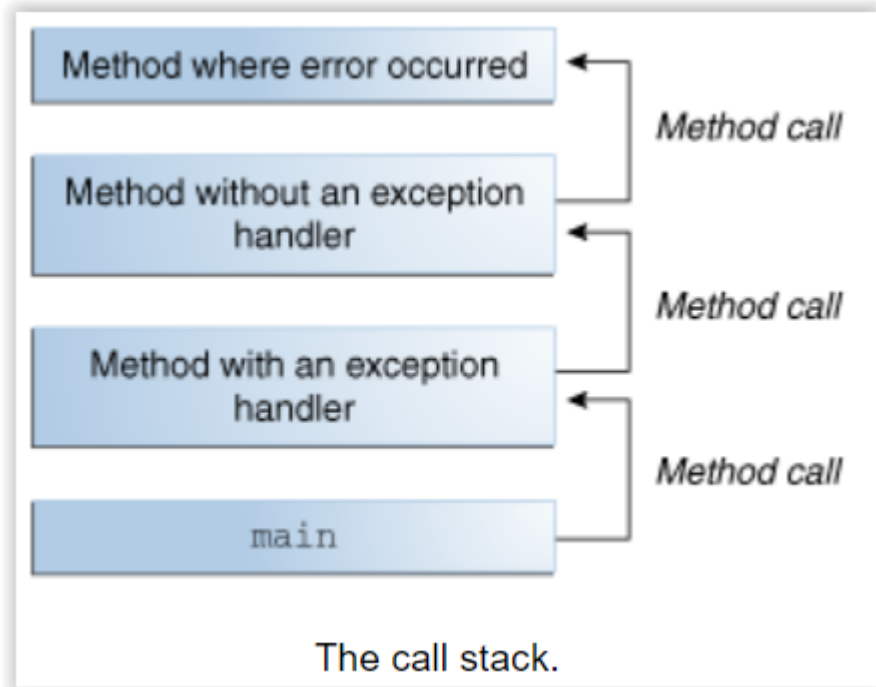 Method where error occurred
Method call
Method without an exception
handler
Method call
Method with an exception
handler
Method call
main
The call stack.